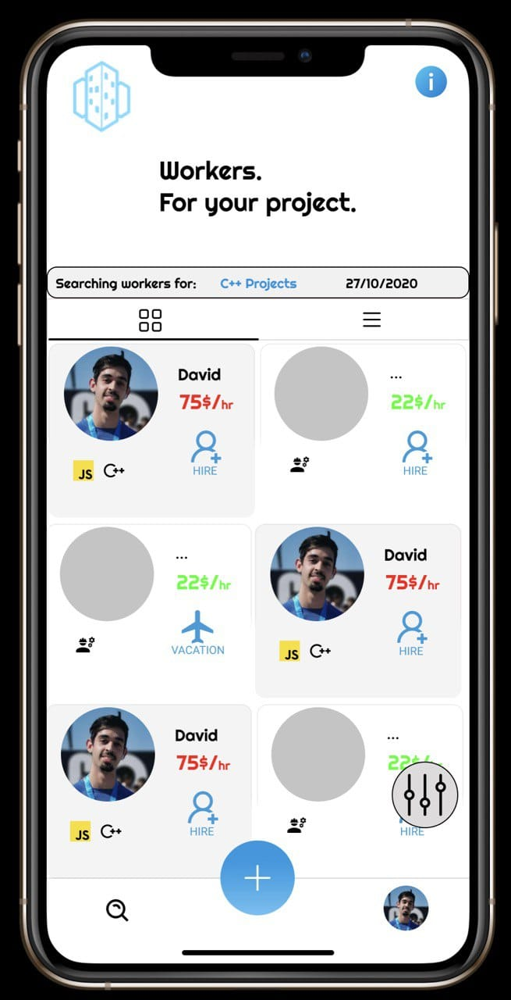 i
Workers.
For your project.
Searching workers for: C++ Projects 27/10/2020
David
75$/hr
HIRE
JS C++
...
22$/hr
HIRE
...
22$/hr
VACATION
David
75$/hr
HIRE
JS C++
David
75$/hr
HIRE
JS C++
...
22$/hr
HIRE